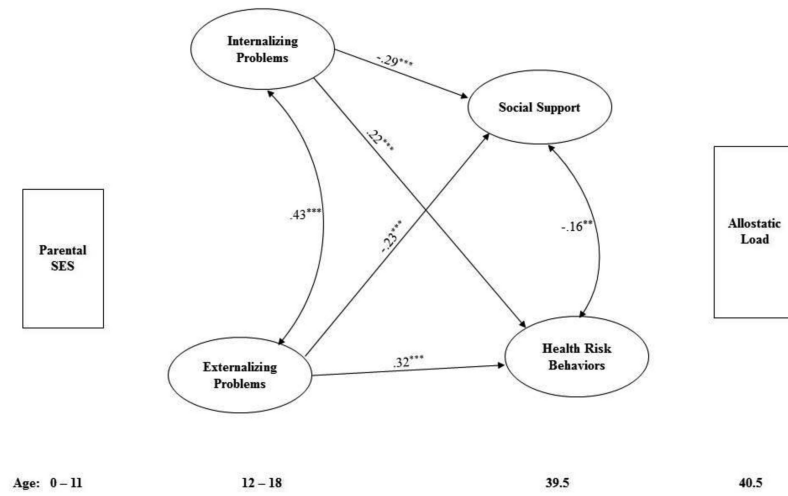 Internalizing
Problems
-.29***
Social Support
.22***
.43***
-.23***
-.16**
Parental
SES
Allostatic
Load
Externalizing
Problems
.32***
Health Risk
Behaviors
Age: 0 – 11 12 – 18 39.5 40.5